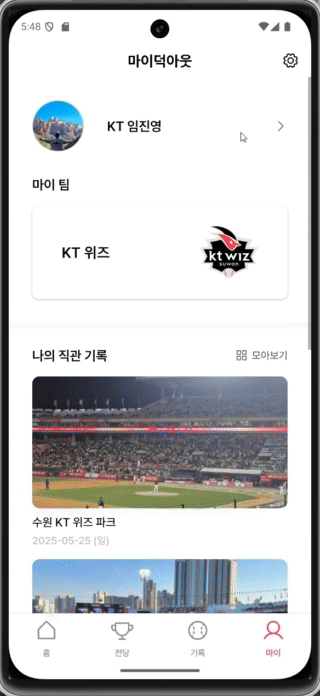 5:48
마이덕아웃
KT 임진영
마이 팀
KT 위즈
kt wiz
suwon
나의 직관 기록
모아보기
수원 KT 위즈 파크
2025-05-25 (일)
홈
전당
기록
마이